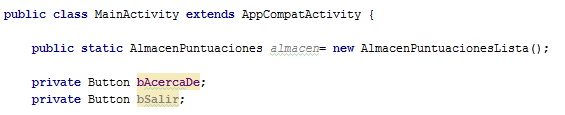 public class MainActivity extends AppCompatActivity {
public static AlmacenPuntuaciones almacen= new AlmacenPuntuacionesLista();
private Button bAcercaDe;
private Button bSalir;